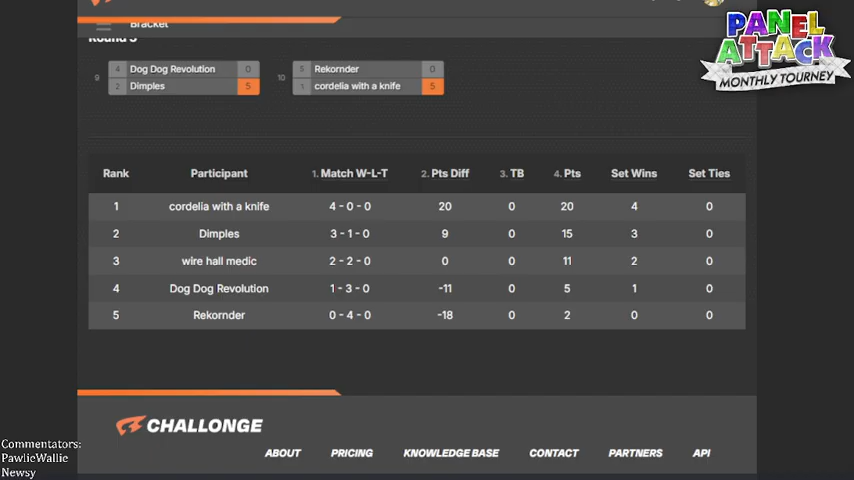 Bracket
Round 5
PANEL ATTACK
MONTHLY TOURNEY
9
4 Dog Dog Revolution 0
2 Dimples 5
10
5 Rekornder 0
1 cordelia with a knife 5
Rank Participant 1. Match W-L-T 2. Pts Diff 3. TB 4. Pts Set Wins Set Ties
1 cordelia with a knife 4 - 0 - 0 20 0 20 4 0
2 Dimples 3 - 1 - 0 9 0 15 3 0
3 wire hall medic 2 - 2 - 0 0 0 11 2 0
4 Dog Dog Revolution 1 - 3 - 0 -11 0 5 1 0
5 Rekornder 0 - 4 - 0 -18 0 2 0 0
CHALLONGE
ABOUT PRICING KNOWLEDGE BASE CONTACT PARTNERS API
Commentators:
PawlieWallie
Newsy